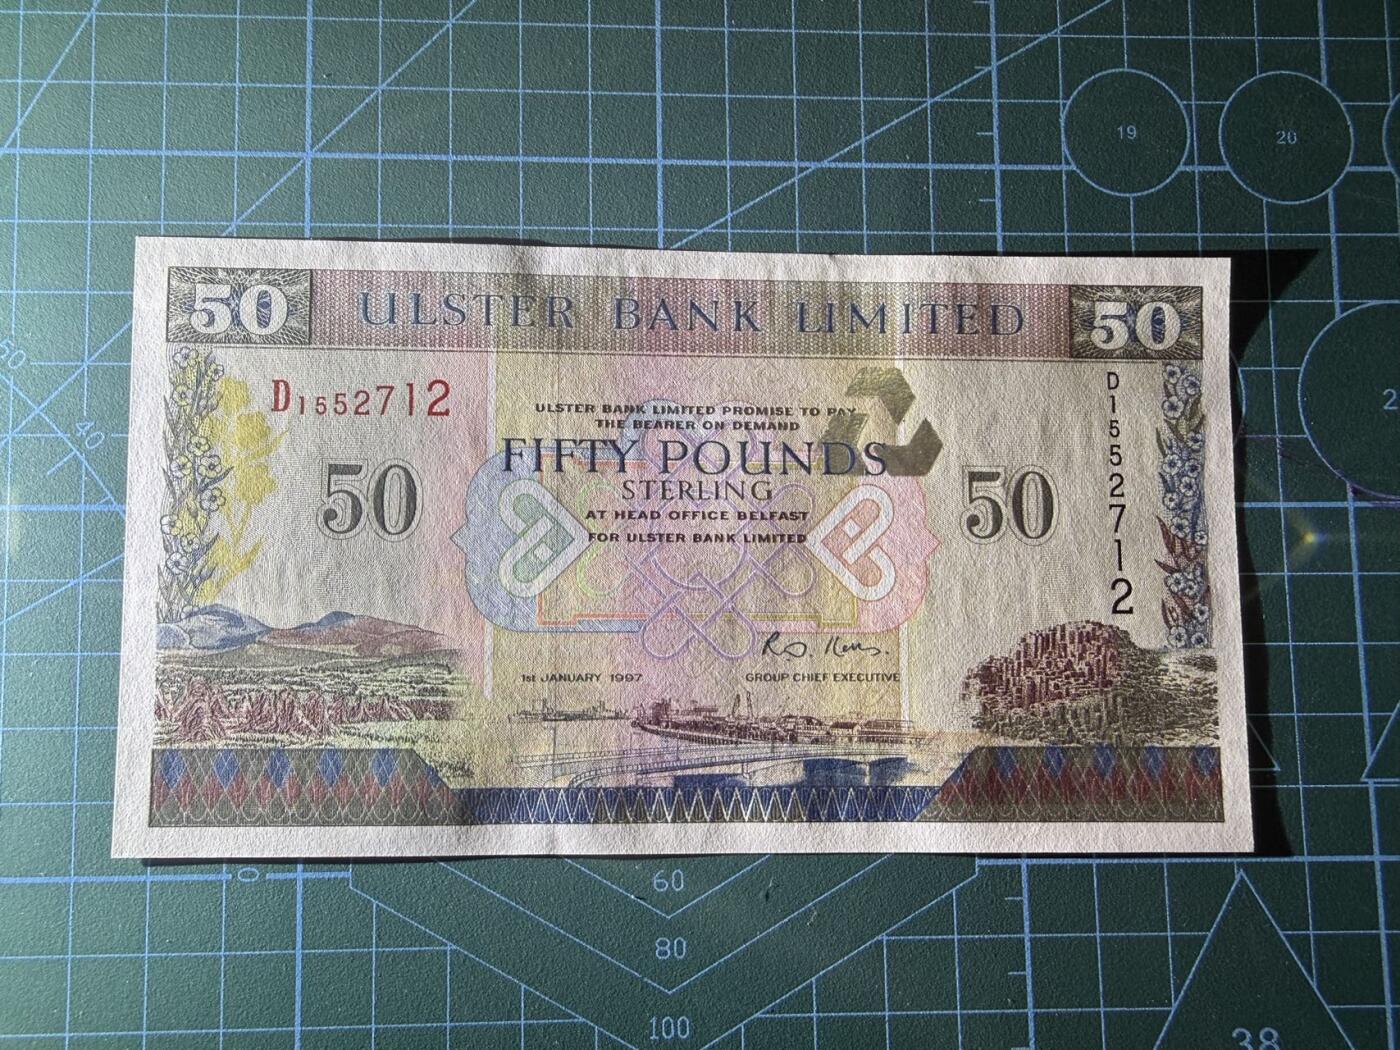 19
20
50 ULSTER BANK LIMITED 50
D1552712
D1552712
ULSTER BANK LIMITED PROMISE TO PAY
THE BEARER ON DEMAND
FIFTY POUNDS
50 STERLING 50
AT HEAD OFFICE BELFAST
FOR ULSTER BANK LIMITED
1st JANUARY 1997 GROUP CHIEF EXECUTIVE
40
0
60
80
100
38